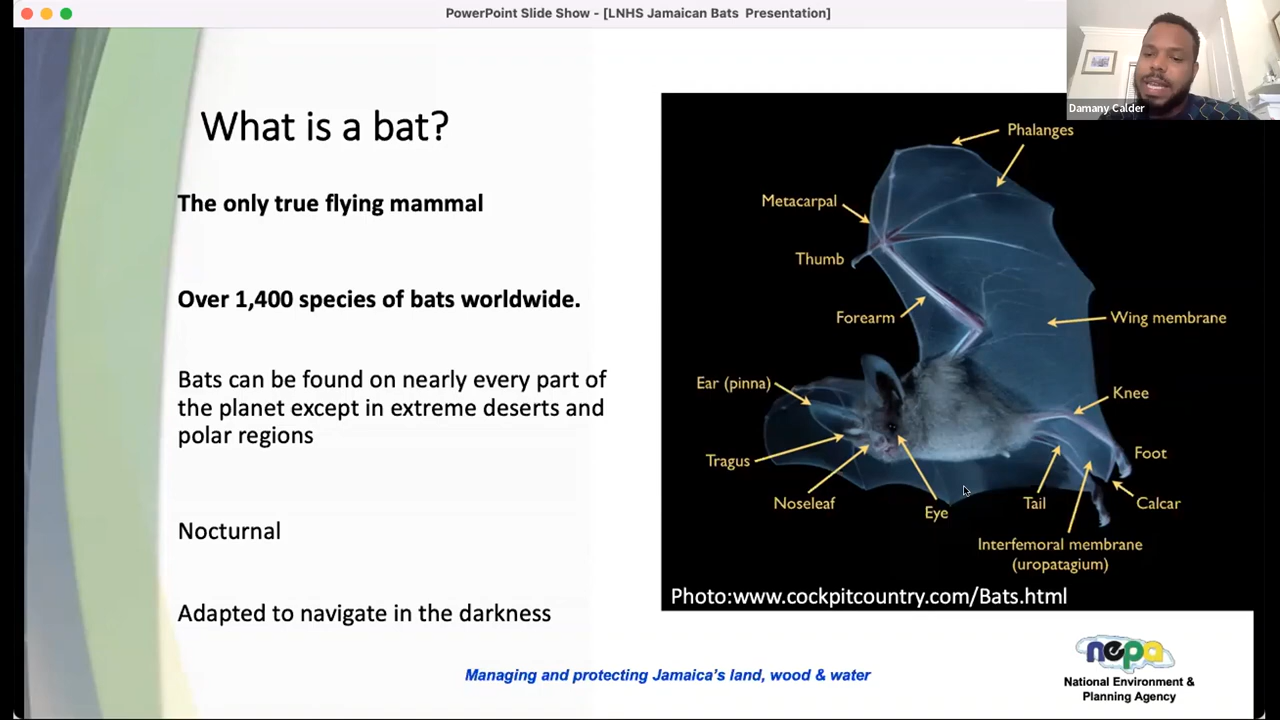 PowerPoint Slide Show - [LNHS Jamaican Bats  Presentation]
Damany Calder
What is a bat?
The only true flying mammal
Over 1,400 species of bats worldwide.
Bats can be found on nearly every part of
the planet except in extreme deserts and
polar regions
Nocturnal
Adapted to navigate in the darkness
Phalanges
Metacarpal
Thumb
Forearm
Wing membrane
Ear (pinna)
Knee
Tragus
Foot
Noseleaf
Eye
Tail
Calcar
Interfemoral membrane
(uropatagium)
Photo:www.cockpitcountry.com/Bats.html
Managing and protecting Jamaica's land, wood & water
nepa
National Environment &
Planning Agency